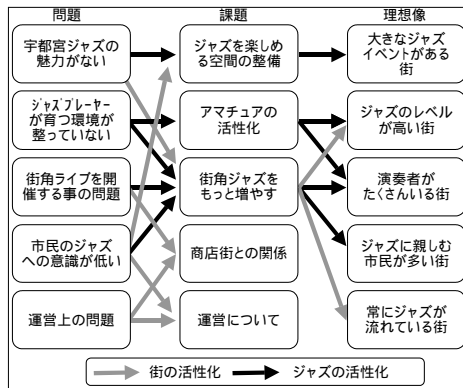 問題
課題
理想像
宇都宮ジャズの
魅力がない
ジャズを楽しめ
る空間の整備
大きなジャズ
イベントがある
街
ジャズプレーヤー
が育つ環境が
整っていない
アマチュアの
活性化
ジャズのレベル
が高い街
街角ライブを開
催する事の問題
街角ジャズを
もっと増やす
演奏者が
たくさんいる街
市民のジャズ
への意識が低い
商店街との関係
ジャズに親しむ
市民が多い街
運営上の問題
運営について
常にジャズが
流れている街
街の活性化
ジャズの活性化